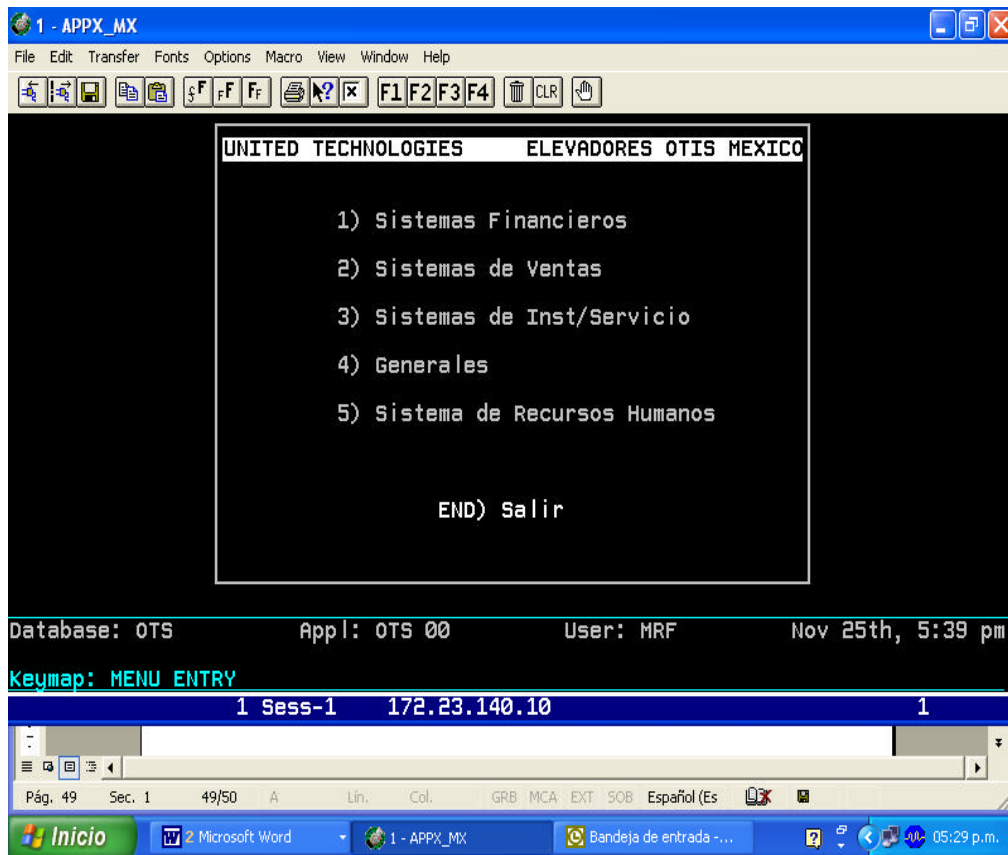 1 - APPX_MX
File Edit Transfer Fonts Options Macro View Window Help
F1 F2 F3 F4 CLR
UNITED TECHNOLOGIES ELEVADORES OTIS MEXICO
1) Sistemas Financieros
2) Sistemas de Ventas
3) Sistemas de Inst/Servicio
4) Generales
5) Sistema de Recursos Humanos
END) Salir
Database: OTS Appl: OTS 00 User: MRF Nov 25th, 5:39 pm
Keymap: MENU ENTRY
1 Sess-1 172.23.140.10 1
Pág. 49 Sec. 1 49/50 A Lín. Col. GRB MCA EXT SOB Español (Es
Inicio 2 Microsoft Word 1 - APPX_MX Bandeja de entrada -... 05:29 p.m.